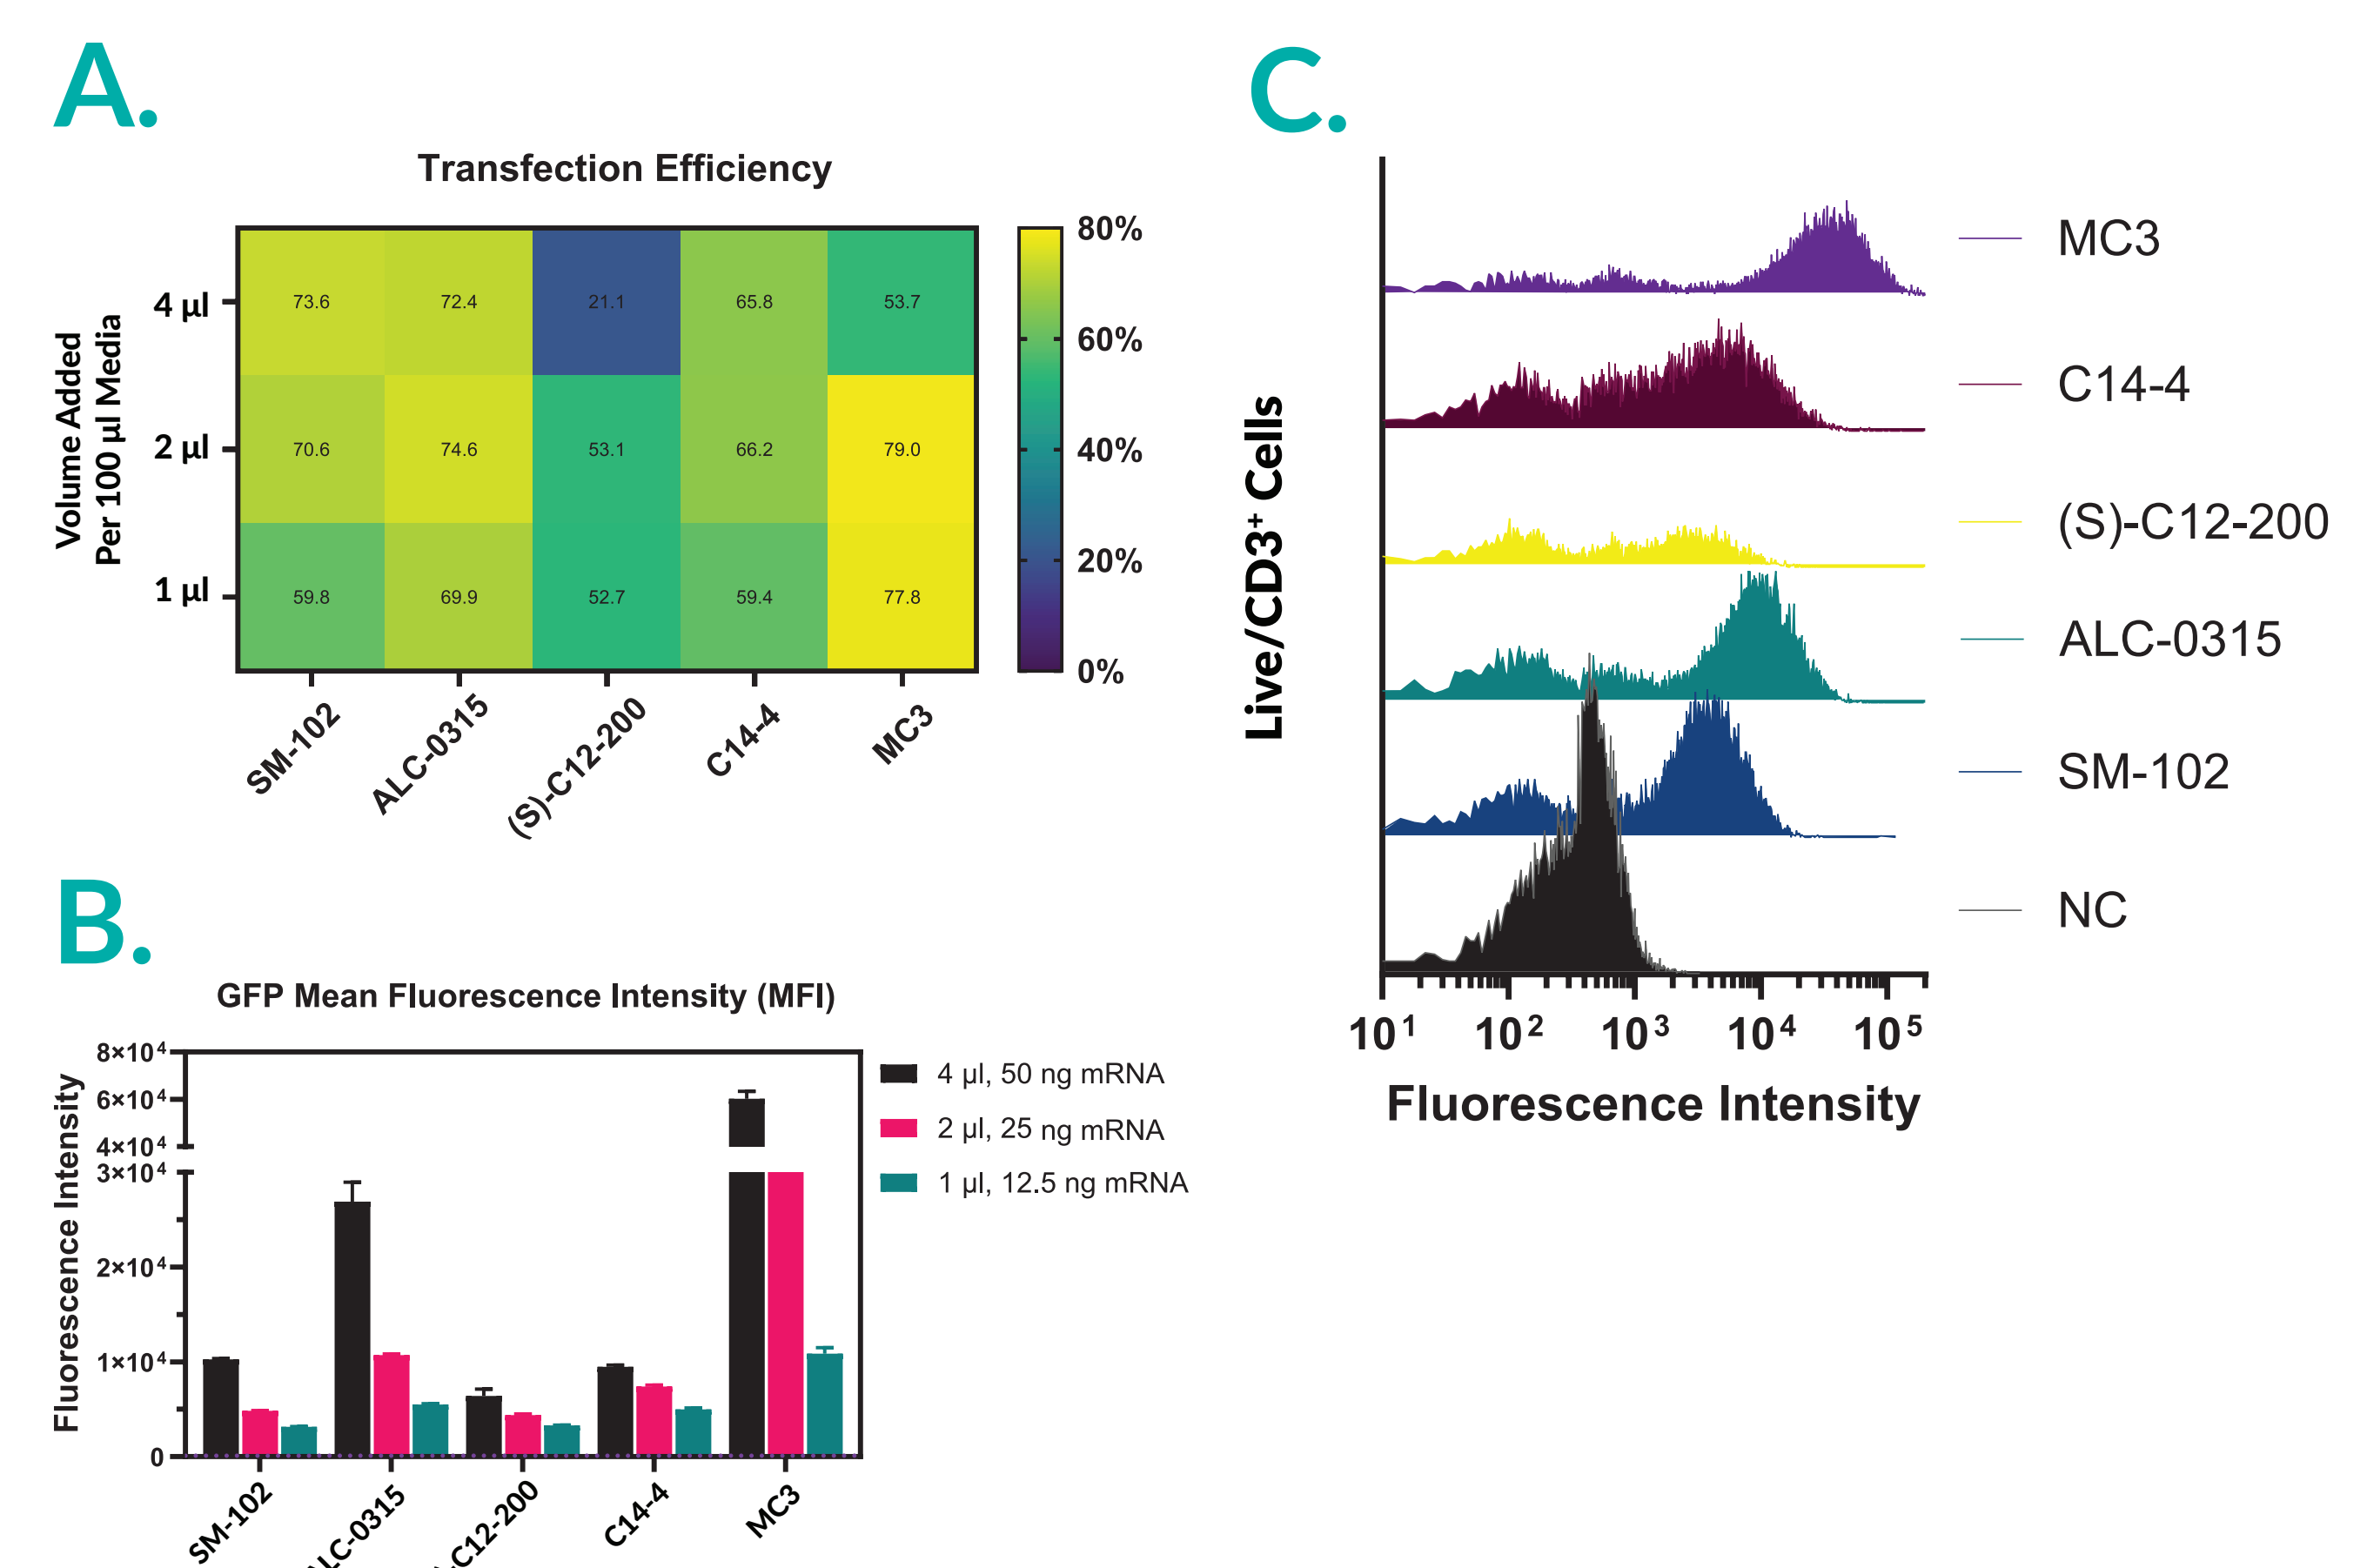 A.
Transfection Efficiency
Volume Added
Per 100 µl Media
4 µl
2 µl
1 µl
73.6 72.4 21.1 65.8 53.7
70.6 74.6 53.1 66.2 79.0
59.8 69.9 52.7 59.4 77.8
SM-102 ALC-0315 (S)-C12-200 C14-4 MC3
80%
60%
40%
20%
0%
B.
GFP Mean Fluorescence Intensity (MFI)
Fluorescence Intensity
8×10⁴
6×10⁴
4×10⁴
3×10⁴
2×10⁴
1×10⁴
0
4 µl, 50 ng mRNA
2 µl, 25 ng mRNA
1 µl, 12.5 ng mRNA
SM-102 LC-0315 C12-200 C14-4 MC3
C.
Live/CD3⁺ Cells
MC3
C14-4
(S)-C12-200
ALC-0315
SM-102
NC
10¹ 10² 10³ 10⁴ 10⁵
Fluorescence Intensity